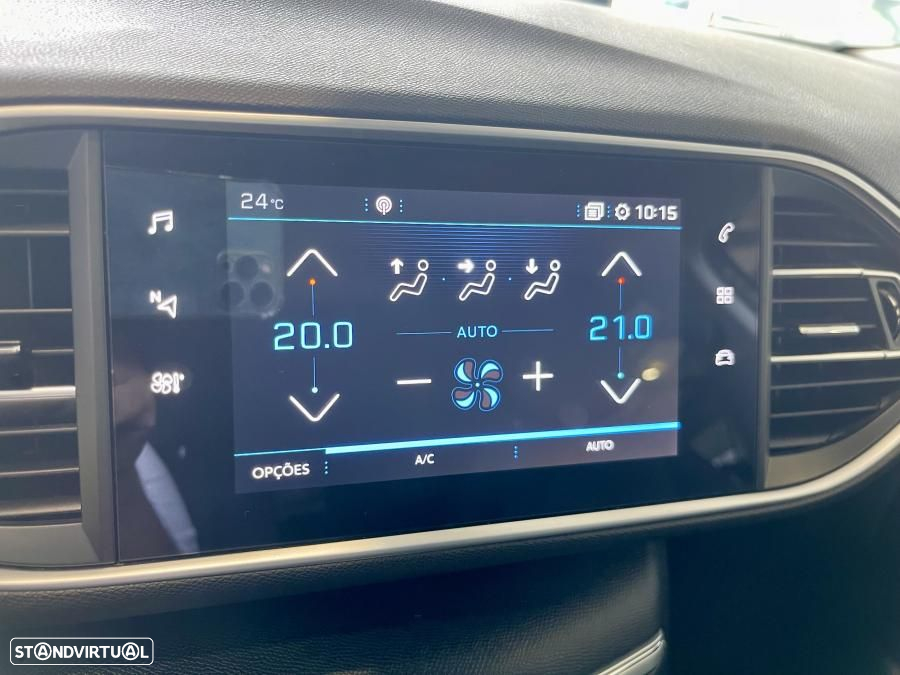 24°C
10:15
N
20.0
AUTO
21.0
OPÇÕES
A/C
AUTO
STANDVIRTUAL